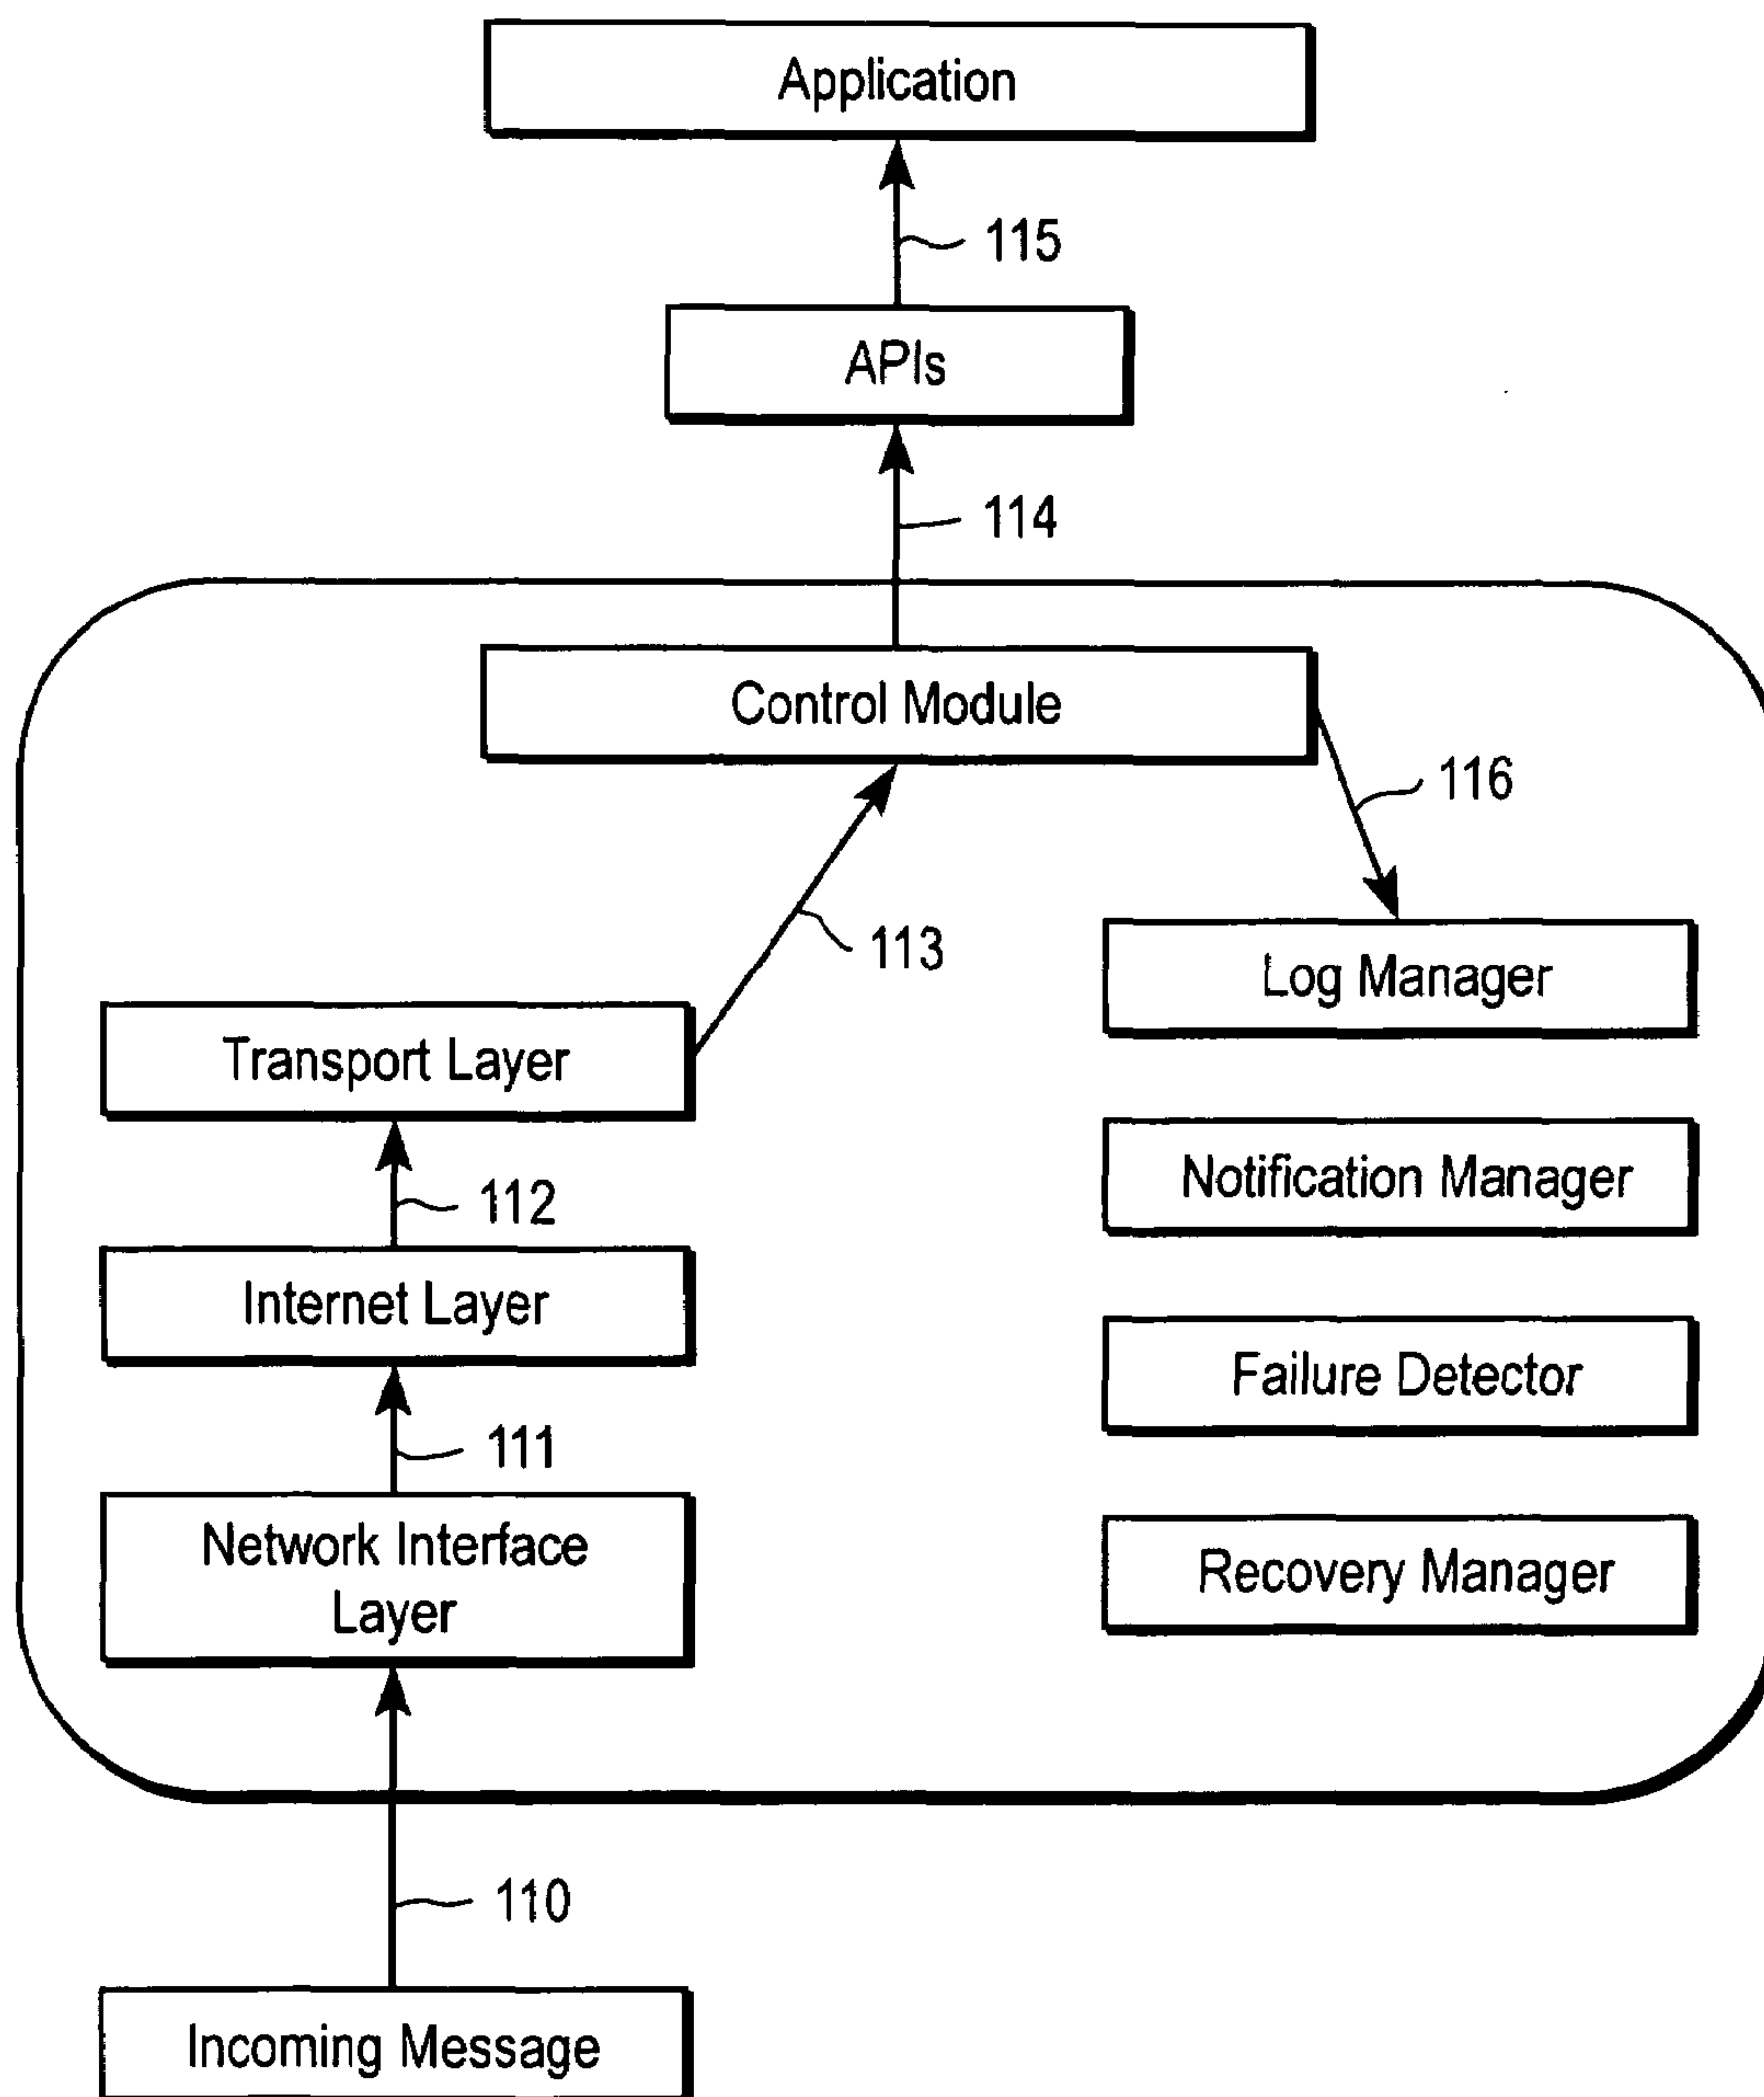 Application
115
APIs
114
Control Module
116
113
Log Manager
Transport Layer
Notification Manager
112
Internet Layer
Failure Detector
111
Network Interface
Layer
Recovery Manager
110
Incoming Message